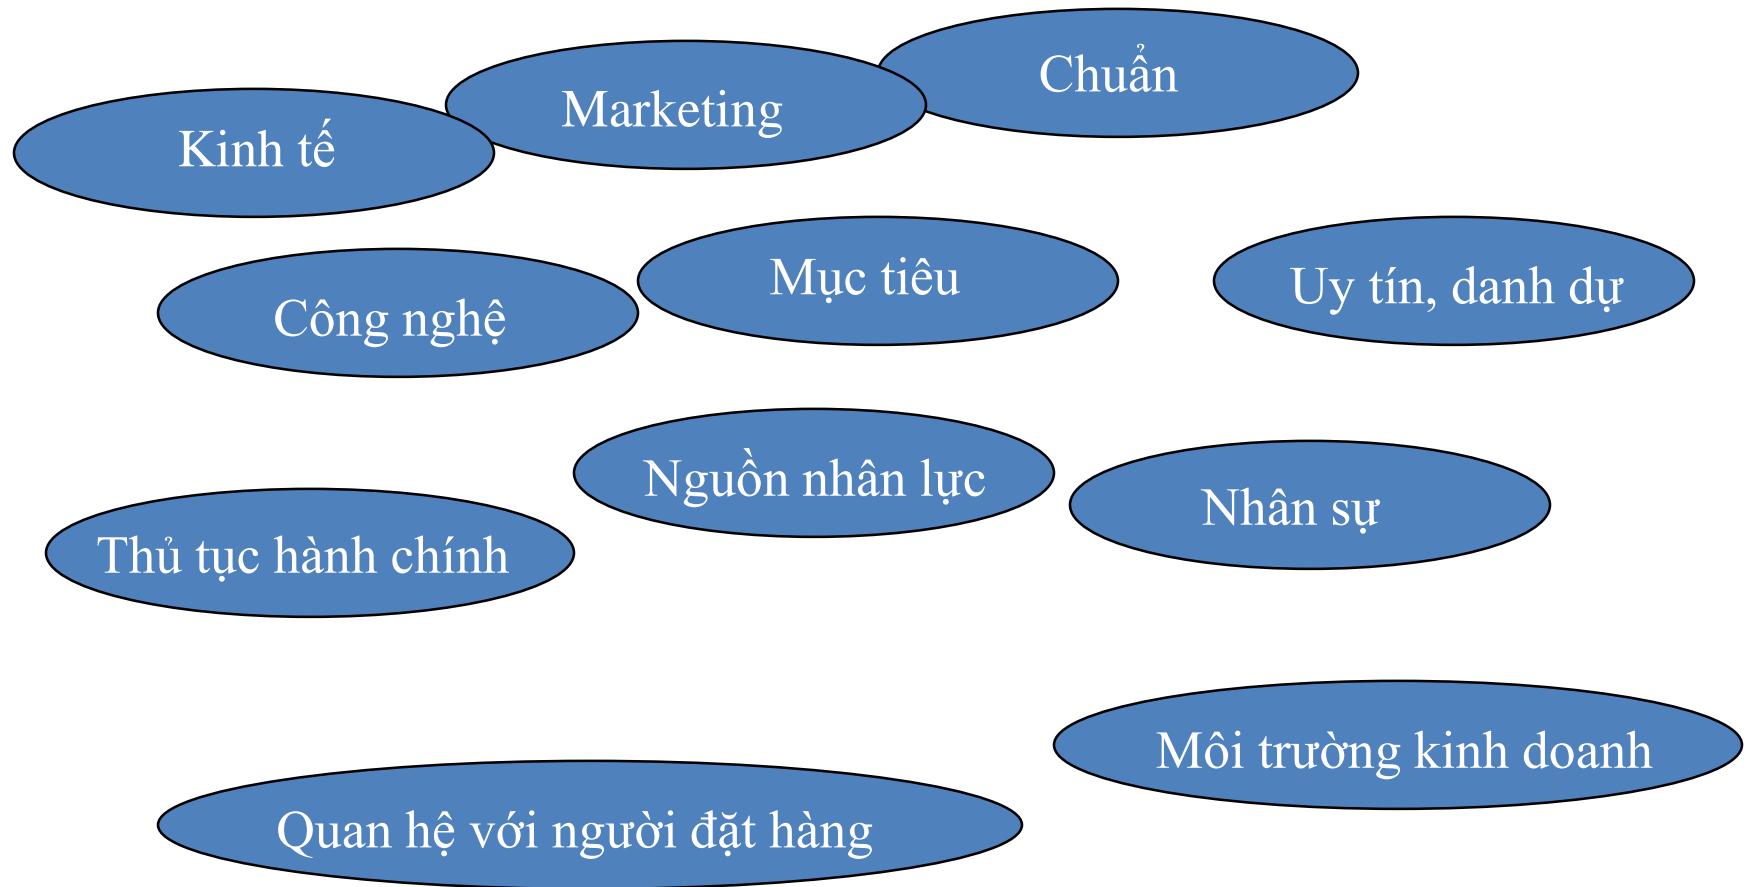 Chuẩn
Marketing
Kinh tế
Mục tiêu
Uy tín, danh dự
Công nghệ
Nguồn nhân lực
Nhân sự
Thủ tục hành chính
Môi trường kinh doanh
Quan hệ với người đặt hàng